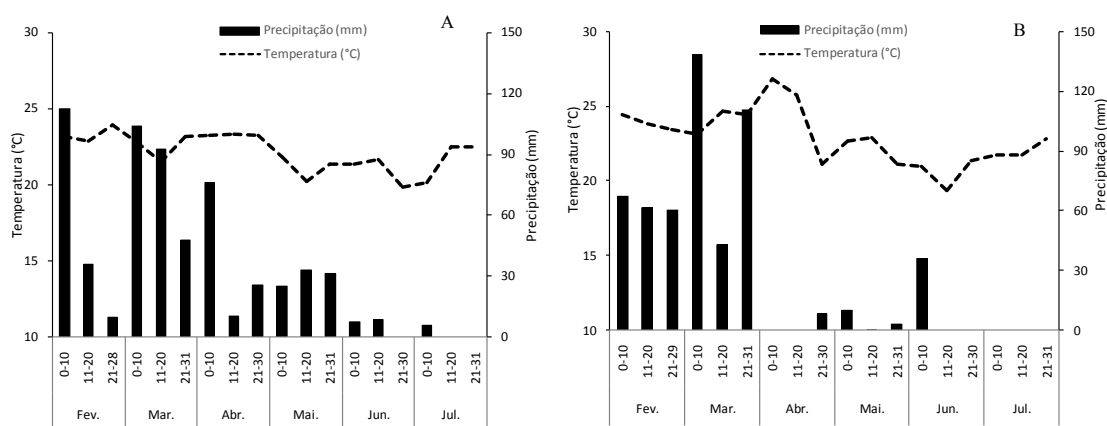 A
Precipitação (mm)
Temperatura (°C)
30
25
20
15
10
Temperatura (°C)
150
120
90
60
30
0
Precipitação (mm)
0-10 11-20 21-28 0-10 11-20 21-31 0-10 11-20 21-30 0-10 11-20 21-31 0-10 11-20 21-30 0-10 11-20 21-31
Fev. Mar. Abr. Mai. Jun. Jul.
B
Precipitação (mm)
Temperatura (°C)
30
25
20
15
10
Temperatura (°C)
150
120
90
60
30
0
Precipitação (mm)
0-10 11-20 21-29 0-10 11-20 21-31 0-10 11-20 21-30 0-10 11-20 21-31 0-10 11-20 21-30 0-10 11-20 21-31
Fev. Mar. Abr. Mai. Jun. Jul.